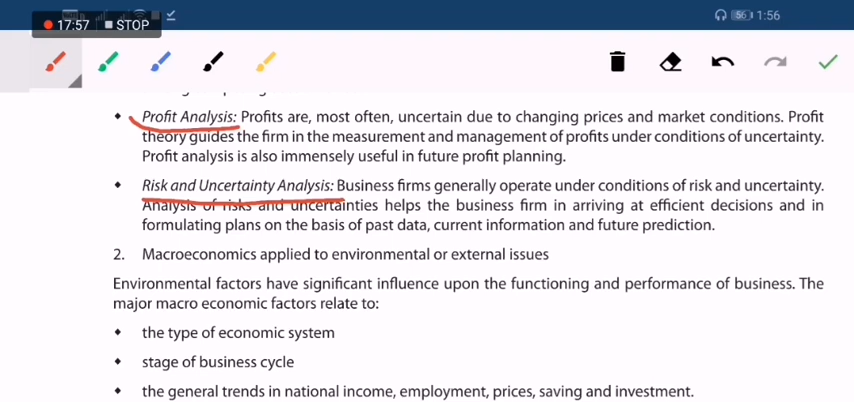 17:57 STOP 56 1:56
◆ Profit Analysis: Profits are, most often, uncertain due to changing prices and market conditions. Profit
theory guides the firm in the measurement and management of profits under conditions of uncertainty.
Profit analysis is also immensely useful in future profit planning.
◆ Risk and Uncertainty Analysis: Business firms generally operate under conditions of risk and uncertainty.
Analysis of risks and uncertainties helps the business firm in arriving at efficient decisions and in
formulating plans on the basis of past data, current information and future prediction.
2. Macroeconomics applied to environmental or external issues
Environmental factors have significant influence upon the functioning and performance of business. The
major macro economic factors relate to:
◆ the type of economic system
◆ stage of business cycle
◆ the general trends in national income, employment, prices, saving and investment.